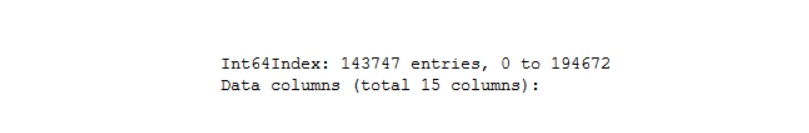 Int64Index: 143747 entries, 0 to 194672
Data columns (total 15 columns):